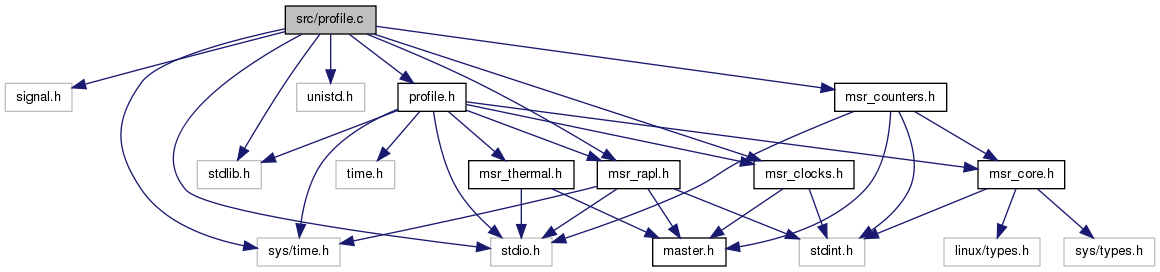 src/profile.c
signal.h
unistd.h
profile.h
msr_counters.h
stdlib.h
time.h
msr_thermal.h
msr_rapl.h
msr_clocks.h
msr_core.h
sys/time.h
stdio.h
master.h
stdint.h
linux/types.h
sys/types.h